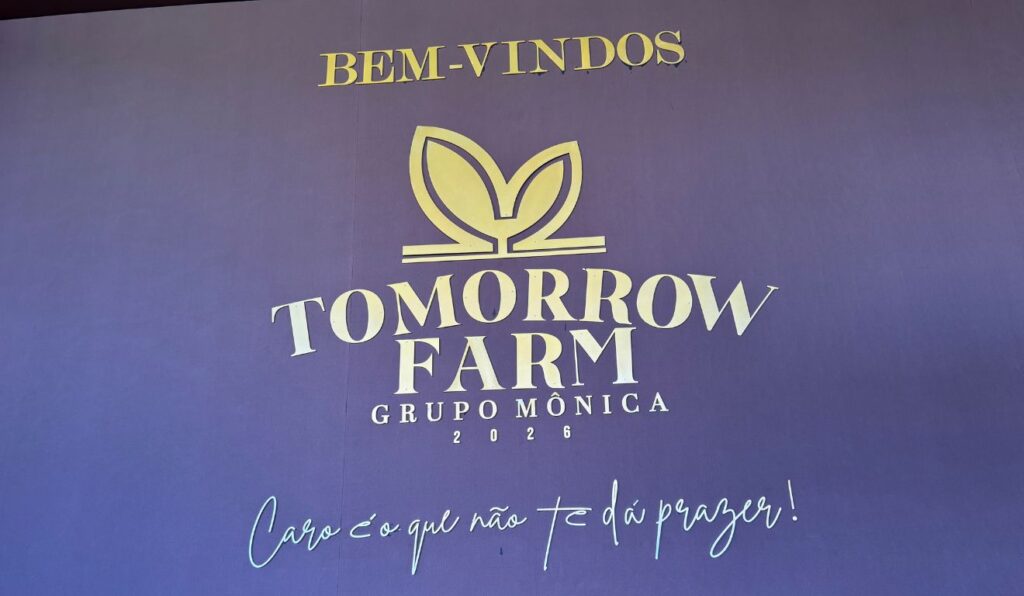 BEM-VINDOS
TOMORROW
FARM
GRUPO MÔNICA
2026
Caro é o que não te dá prazer!